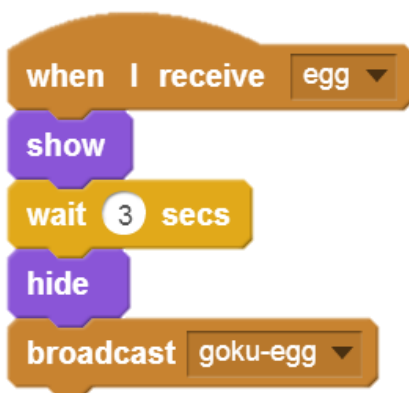 when I receive egg
show
wait 3 secs
hide
broadcast goku-egg